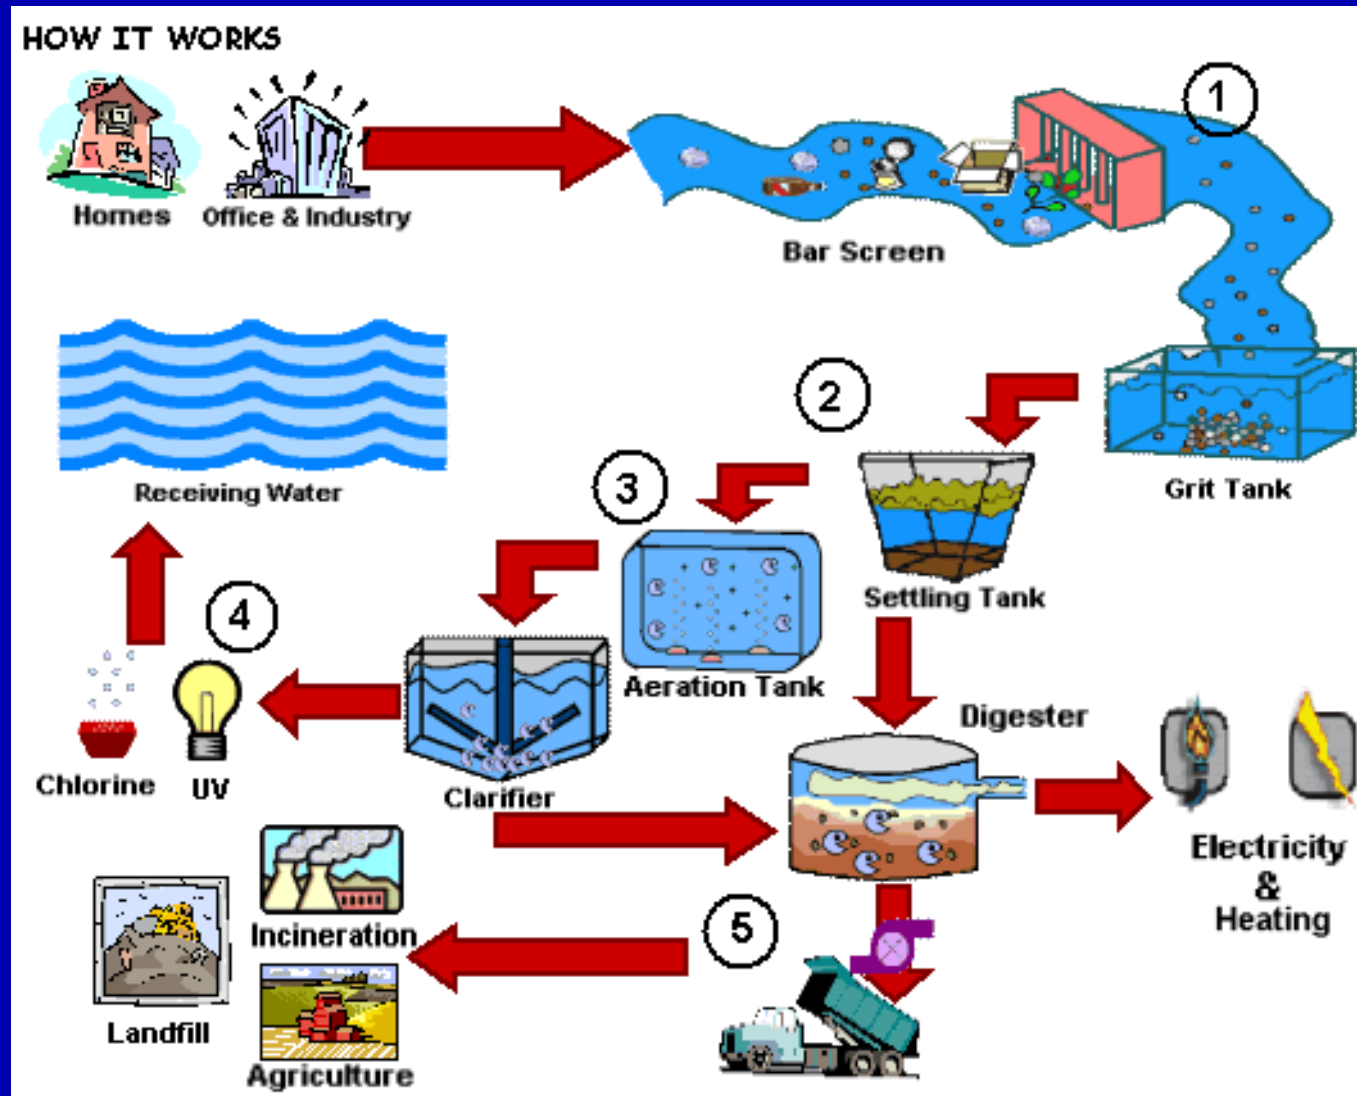 HOW IT WORKS
1
Homes
Office & Industry
Bar Screen
2
Grit Tank
3
Receiving Water
Settling Tank
4
Aeration Tank
Digester
Chlorine
UV
Clarifier
Electricity
&
Heating
5
Incineration
Landfill
Agriculture